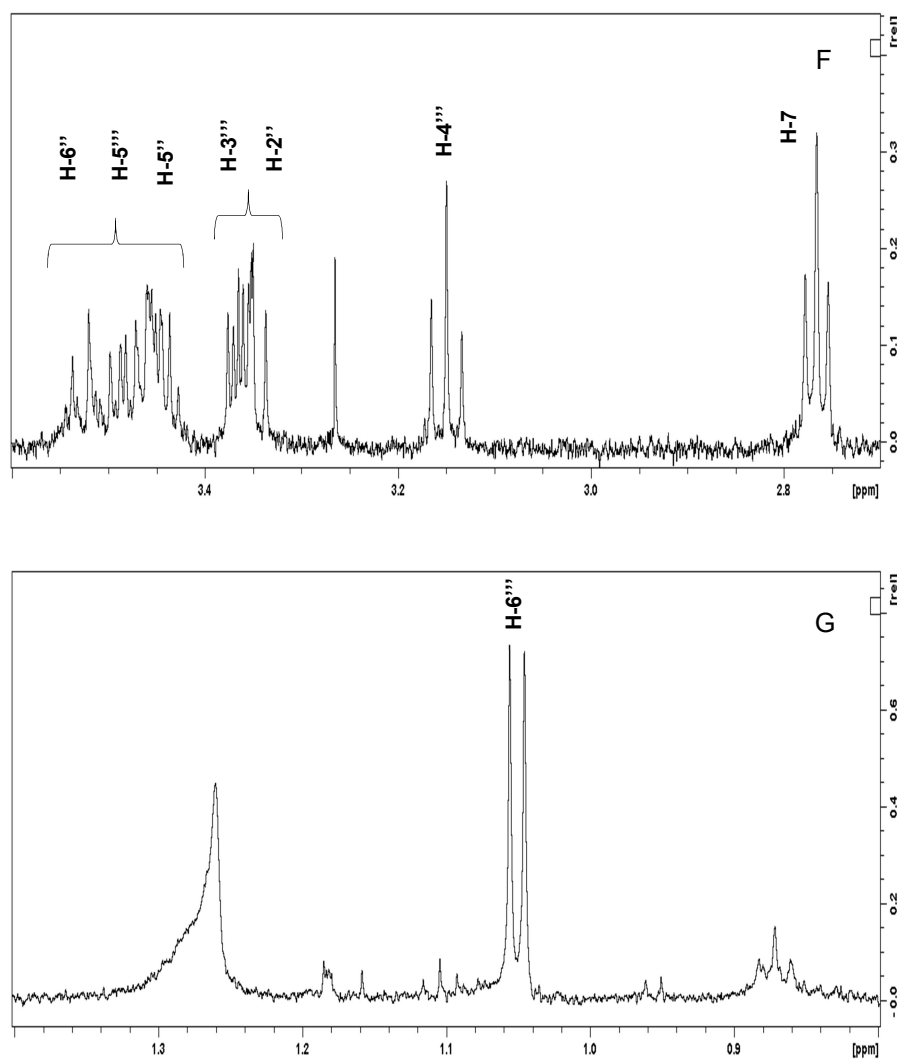 [rel]
F
H-6’’ H-5’’’ H-5’’ H-3’’’ H-2’’ H-4’’’ H-7
0.3
0.2
0.1
0.0
3.4 3.2 3.0 2.8 [ppm]
[rel]
G
H-6’’’
0.6
0.4
0.2
-0.0
1.3 1.2 1.1 1.0 0.9 [ppm]